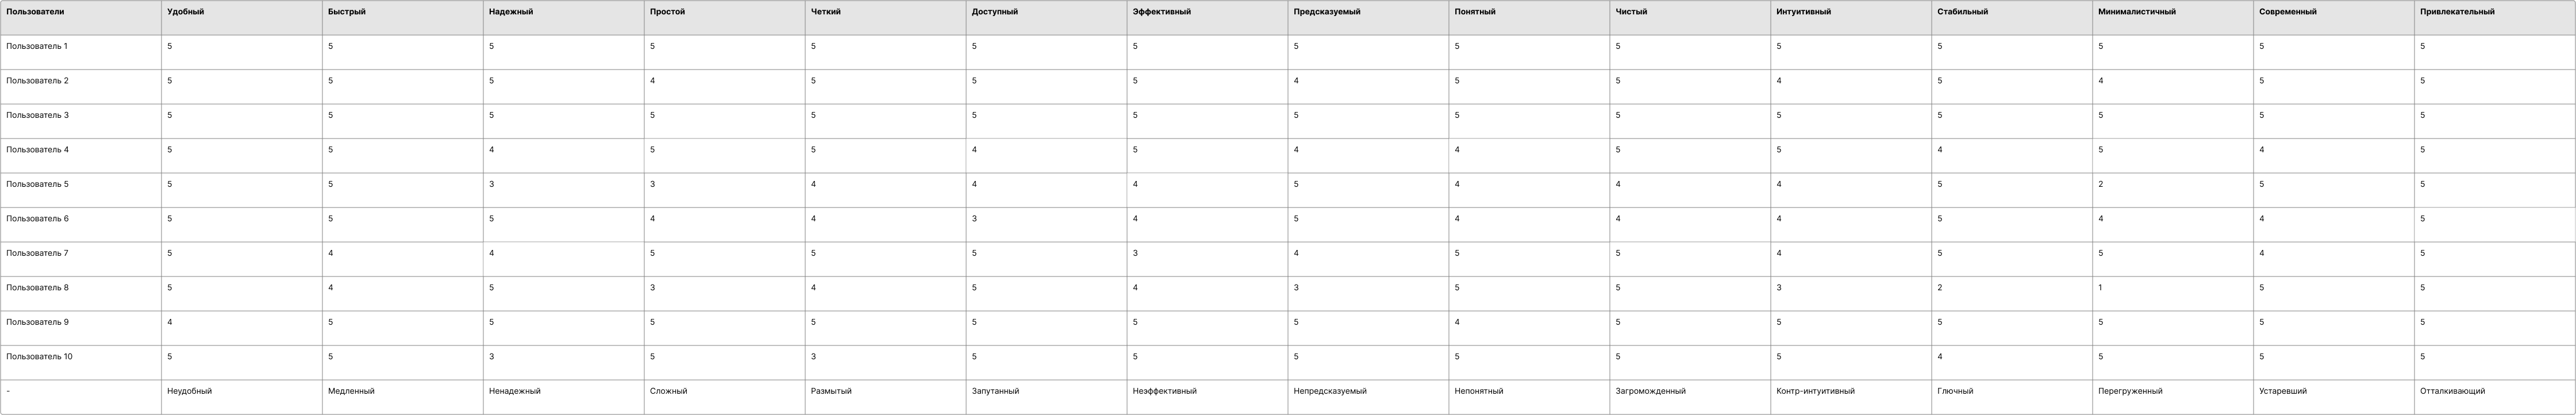 Пользователи Удобный Быстрый Надежный Простой Четкий Доступный Эффективный Предсказуемый Понятный Чистый Интуитивный Стабильный Минималистичный Современный Привлекательный
Пользователь 1 5 5 5 5 5 5 5 5 5 5 5 5 5 5 5
Пользователь 2 5 5 5 4 5 5 5 4 5 5 4 5 4 5 5
Пользователь 3 5 5 5 5 5 5 5 5 5 5 5 5 5 5 5
Пользователь 4 5 5 4 5 5 4 5 4 4 5 5 4 5 4 5
Пользователь 5 5 5 3 3 4 4 4 5 4 4 4 5 2 5 5
Пользователь 6 5 5 5 4 4 3 4 5 4 4 4 5 4 4 5
Пользователь 7 5 4 4 5 5 5 3 4 5 5 4 5 5 4 5
Пользователь 8 5 4 5 3 4 5 4 3 5 5 3 2 1 5 5
Пользователь 9 4 5 5 5 5 5 5 5 4 5 5 5 5 5 5
Пользователь 10 5 5 3 5 3 5 5 5 5 5 5 4 5 5 5
- Неудобный Медленный Ненадежный Сложный Размытый Запутанный Неэффективный Непредсказуемый Непонятный Загроможденный Контр-интуитивный Глючный Перегруженный Устаревший Отталкивающий